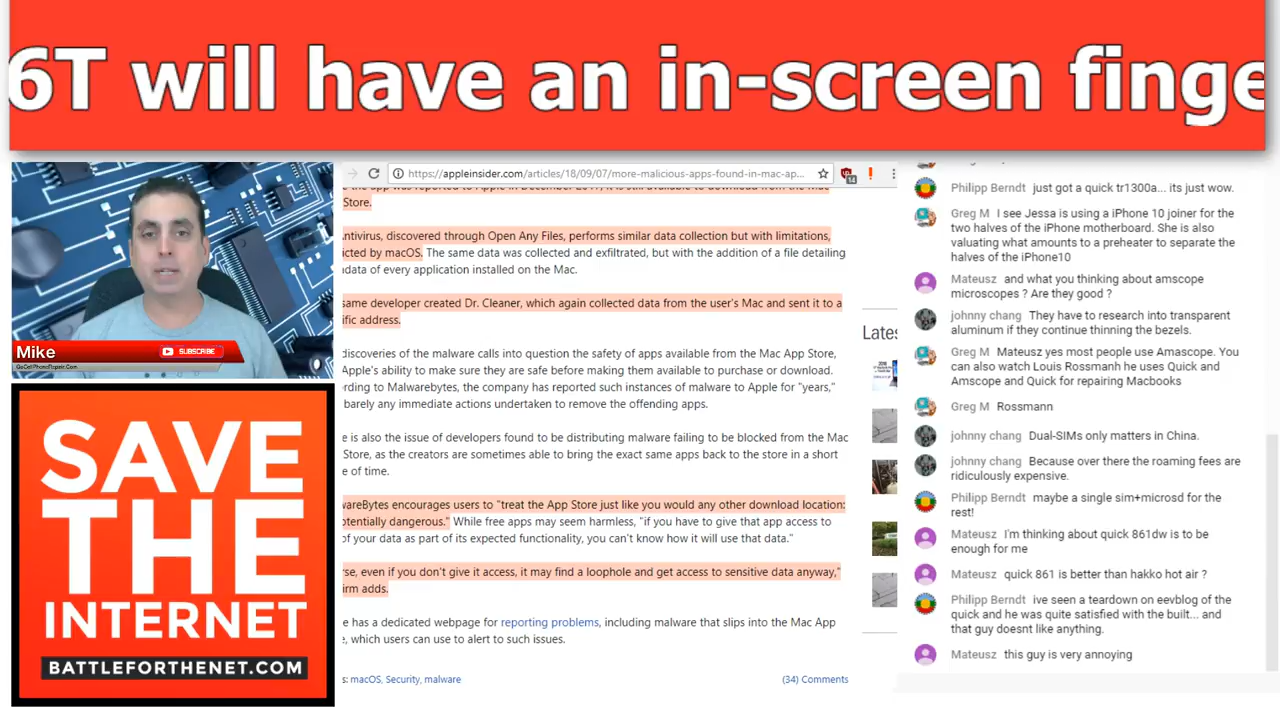 6T will have an in-screen finge
https://appleinsider.com/articles/18/09/07/more-malicious-apps-found-in-mac-ap...
14
Store.
ntivirus, discovered through Open Any Files, performs similar data collection but with limitations,
cted by macOS. The same data was collected and exfiltrated, but with the addition of a file detailing
data of every application installed on the Mac.
same developer created Dr. Cleaner, which again collected data from the user's Mac and sent it to a
ific address.
discoveries of the malware calls into question the safety of apps available from the Mac App Store,
Apple's ability to make sure they are safe before making them available to purchase or download.
rding to Malwarebytes, the company has reported such instances of malware to Apple for "years,"
barely any immediate actions undertaken to remove the offending apps.
e is also the issue of developers found to be distributing malware failing to be blocked from the Mac
Store, as the creators are sometimes able to bring the exact same apps back to the store in a short
e of time.
wareBytes encourages users to "treat the App Store just like you would any other download location:
otentially dangerous." While free apps may seem harmless, "if you have to give that app access to
of your data as part of its expected functionality, you can't know how it will use that data."
rse, even if you don't give it access, it may find a loophole and get access to sensitive data anyway,"
irm adds.
e has a dedicated webpage for reporting problems, including malware that slips into the Mac App
e, which users can use to alert to such issues.
s: macOS, Security, malware
(34) Comments
Lates
Mike
SUBSCRIBE
SAVE
THE
INTERNET
BATTLEFORTHENET.COM
Philipp Berndt just got a quick tr1300a... its just wow.
Greg M I see Jessa is using a iPhone 10 joiner for the
two halves of the iPhone motherboard. She is also
valuating what amounts to a preheater to separate the
halves of the iPhone10
Mateusz and what you thinking about amscope
microscopes ? Are they good ?
johnny chang They have to research into transparent
aluminum if they continue thinning the bezels.
Greg M Mateusz yes most people use Amascope. You
can also watch Louis Rossmanh he uses Quick and
Amscope and Quick for repairing Macbooks
Greg M Rossmann
johnny chang Dual-SIMs only matters in China.
johnny chang Because over there the roaming fees are
ridiculously expensive.
Philipp Berndt maybe a single sim+microsd for the
rest!
Mateusz I'm thinking about quick 861dw is to be
enough for me
Mateusz quick 861 is better than hakko hot air ?
Philipp Berndt ive seen a teardown on eevblog of the
quick and he was quite satisfied with the built... and
that guy doesnt like anything.
Mateusz this guy is very annoying